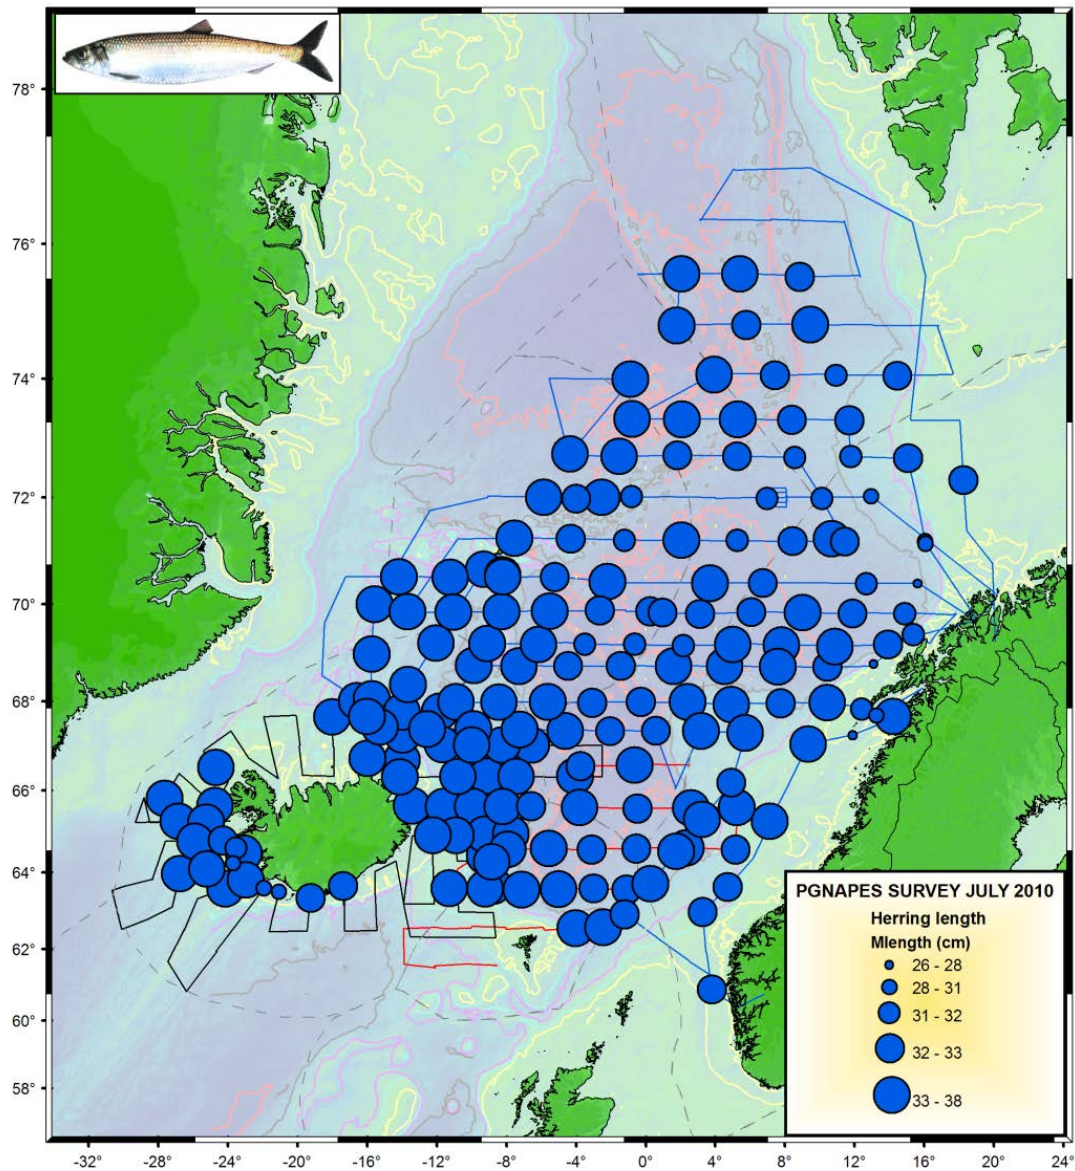 78°
76°
74°
72°
70°
68°
66°
64°
62°
60°
58°
PGNAPES SURVEY JULY 2010
Herring length
Mlength (cm)
26 - 28
28 - 31
31 - 32
32 - 33
33 - 38
-32° -28° -24° -20° -16° -12° -8° -4° 0° 4° 8° 12° 16° 20° 24°